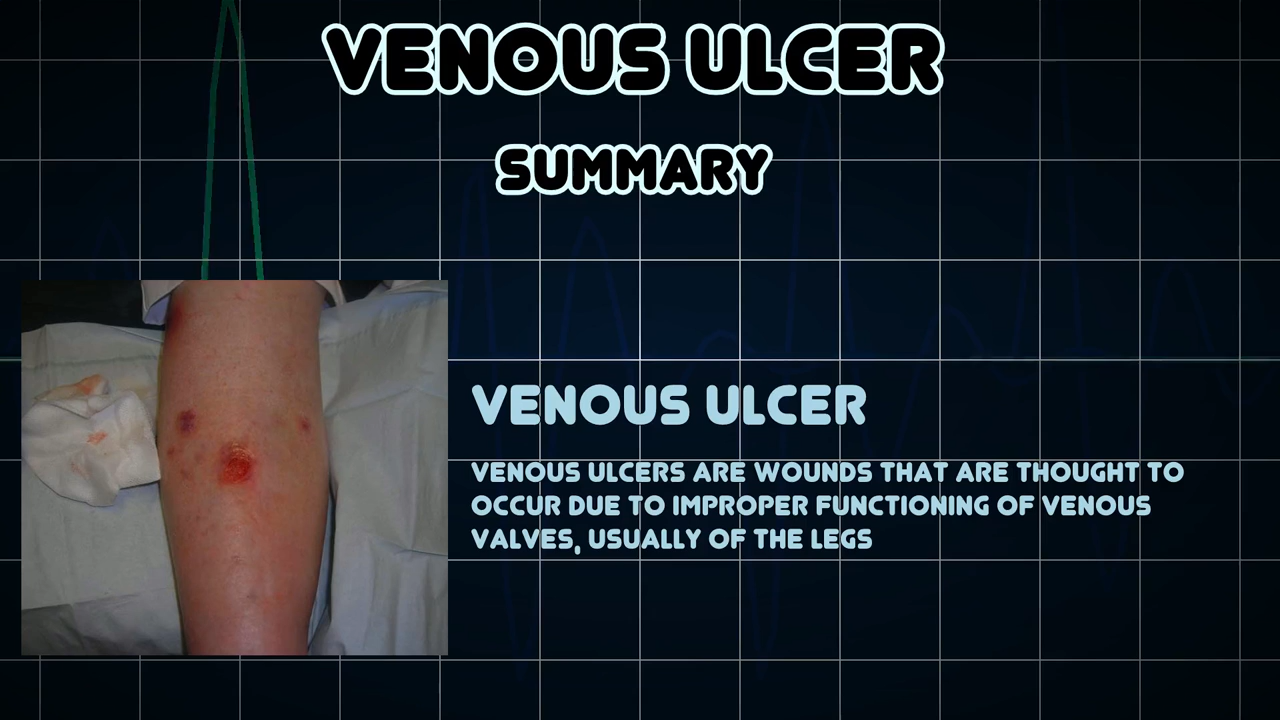 VENOUS ULCER
SUMMARY
VENOUS ULCER
VENOUS ULCERS ARE WOUNDS THAT ARE THOUGHT TO
OCCUR DUE TO IMPROPER FUNCTIONING OF VENOUS
VALVES, USUALLY OF THE LEGS